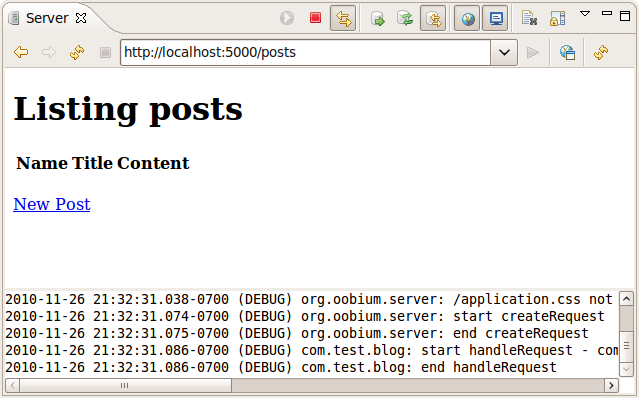 Server
http://localhost:5000/posts
Listing posts
Name Title Content
New Post
2010-11-26 21:32:31.038-0700 (DEBUG) org.oobium.server: /application.css not
2010-11-26 21:32:31.074-0700 (DEBUG) org.oobium.server: start createRequest
2010-11-26 21:32:31.075-0700 (DEBUG) org.oobium.server: end createRequest
2010-11-26 21:32:31.086-0700 (DEBUG) com.test.blog: start handleRequest - com
2010-11-26 21:32:31.086-0700 (DEBUG) com.test.blog: end handleRequest